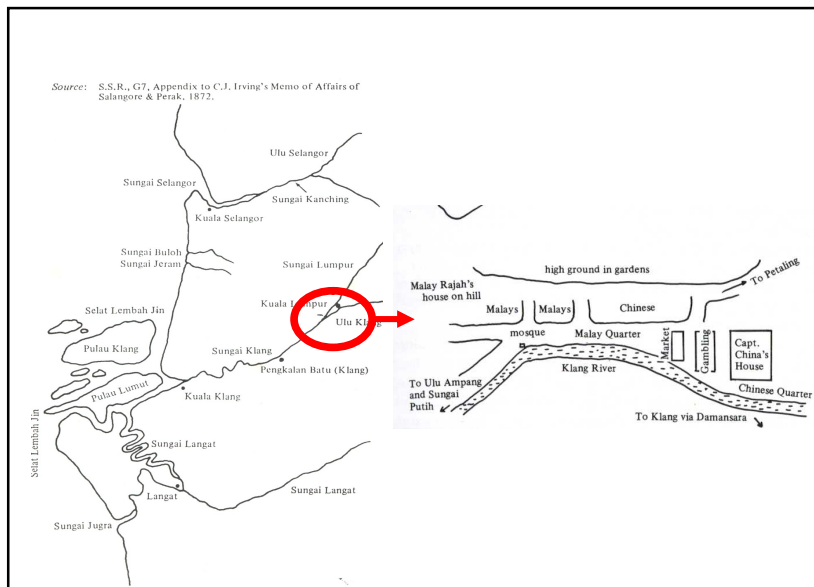 Source: S.S.R., G7, Appendix to C.J. Irving's Memo of Affairs of
Salangore & Perak, 1872.
Ulu Selangor
Sungai Selangor
Sungai Kanching
Kuala Selangor
Sungai Buloh
Sungai Jeram
Sungai Lumpur
Selat Lembah Jin
Kuala Lumpur
Ulu Klang
Pulau Klang
Sungai Klang
Pengkalan Batu (Klang)
Pulau Lumut
Kuala Klang
Selat Lembah Jin
Sungai Langat
Langat
Sungai Langat
Sungai Jugra
high ground in gardens
To Petaling
Malay Rajah's
house on hill
Malays
Malays
Chinese
mosque
Malay Quarter
Market
Gambling
Capt.
China's
House
Klang River
Chinese Quarter
To Ulu Ampang
and Sungai
Putih
To Klang via Damansara